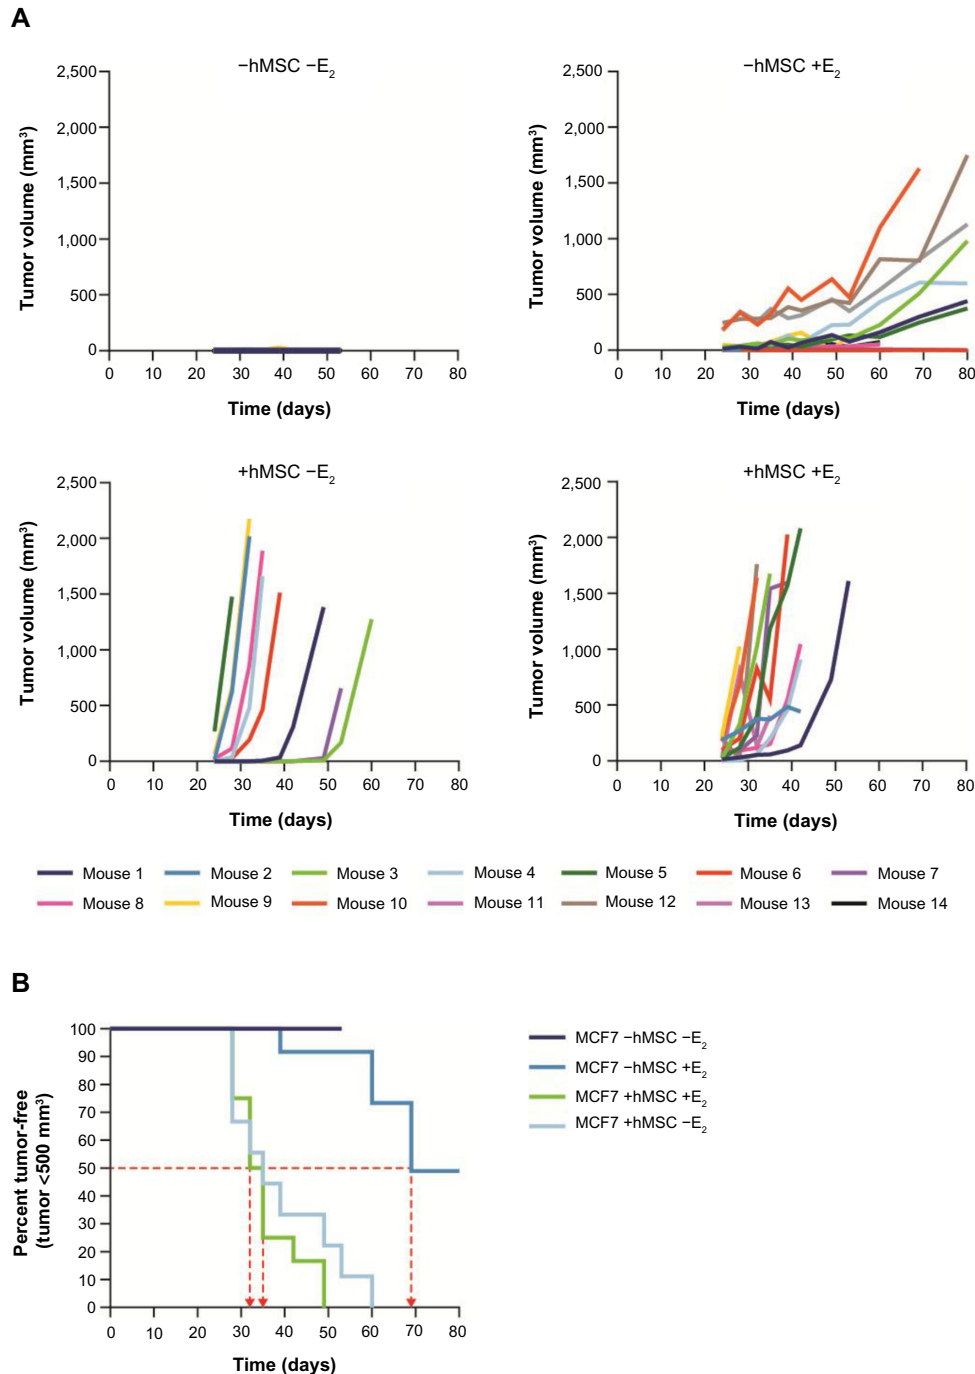 A
−hMSC −E2
2,500
2,000
1,500
1,000
500
0
0 10 20 30 40 50 60 70 80
Tumor volume (mm³)
Time (days)
−hMSC +E2
2,500
2,000
1,500
1,000
500
0
0 10 20 30 40 50 60 70 80
Tumor volume (mm³)
Time (days)
+hMSC −E2
2,500
2,000
1,500
1,000
500
0
0 10 20 30 40 50 60 70 80
Tumor volume (mm³)
Time (days)
+hMSC +E2
2,500
2,000
1,500
1,000
500
0
0 10 20 30 40 50 60 70 80
Tumor volume (mm³)
Time (days)
Mouse 1 Mouse 2 Mouse 3 Mouse 4 Mouse 5 Mouse 6 Mouse 7
Mouse 8 Mouse 9 Mouse 10 Mouse 11 Mouse 12 Mouse 13 Mouse 14
B
100
90
80
70
60
50
40
30
20
10
0
0 10 20 30 40 50 60 70 80
Percent tumor-free
(tumor <500 mm³)
Time (days)
MCF7 −hMSC −E2
MCF7 −hMSC +E2
MCF7 +hMSC +E2
MCF7 +hMSC −E2